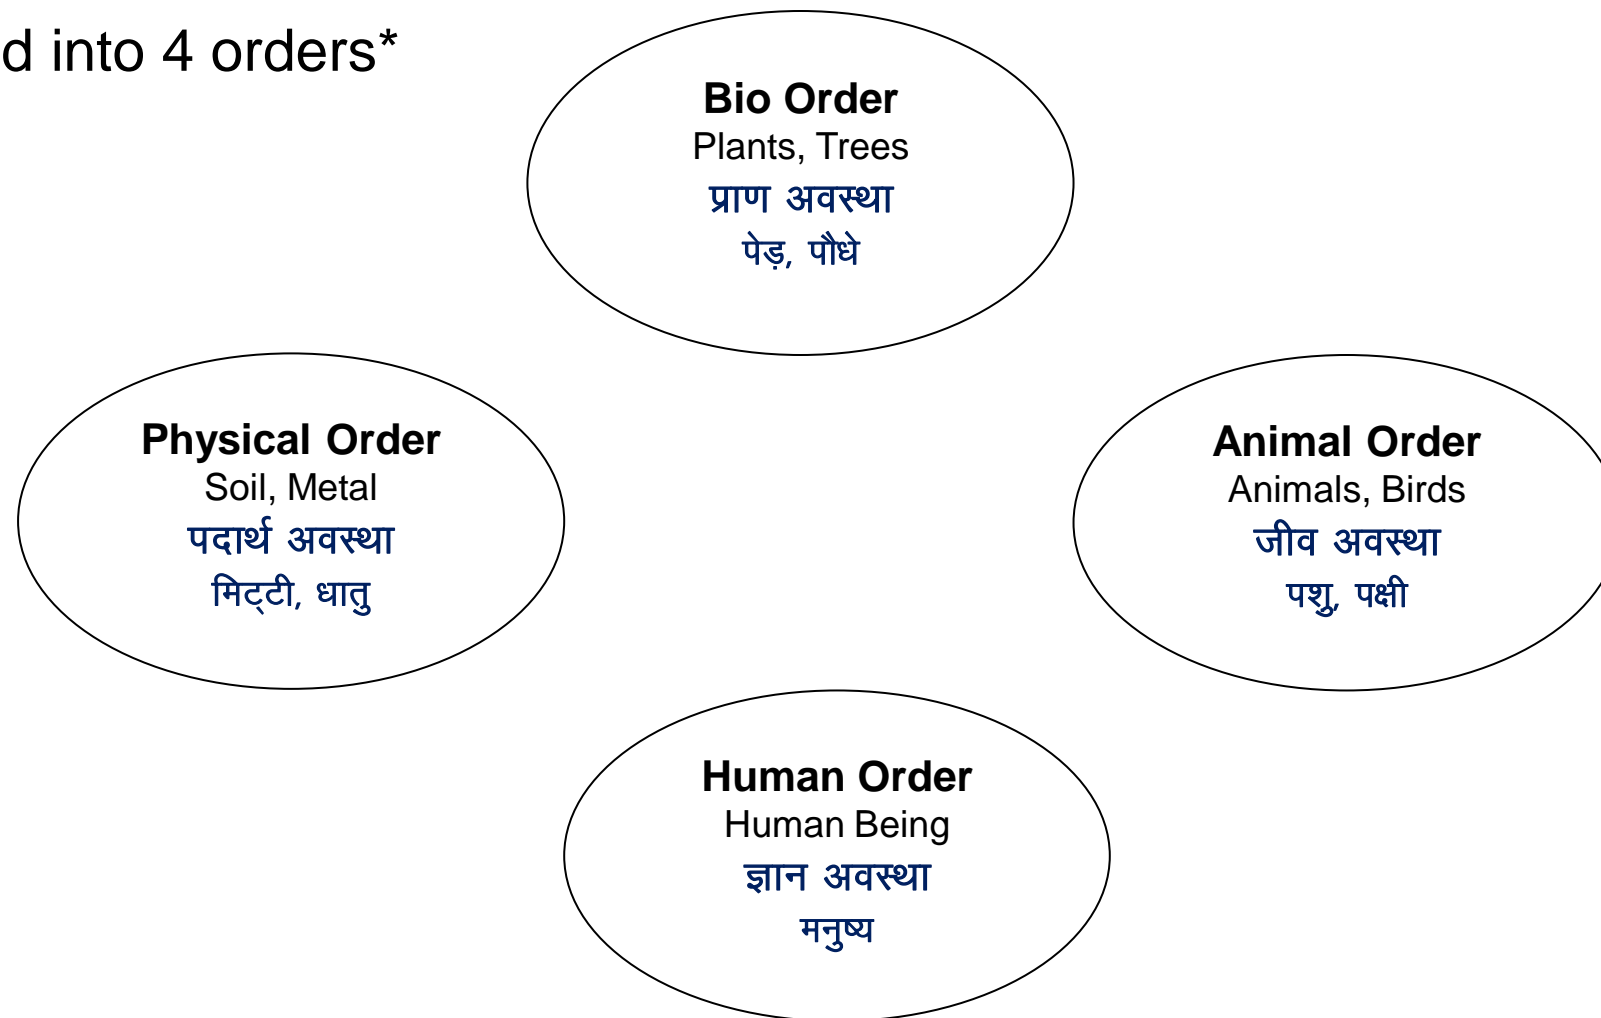 d into 4 orders*
Bio Order
Plants, Trees
प्राण अवस्था
पेड़, पौधे
Physical Order
Soil, Metal
पदार्थ अवस्था
मिट्‌टी, धातु
Animal Order
Animals, Birds
जीव अवस्था
पशु, पक्षी
Human Order
Human Being
ज्ञान अवस्था
मनुष्य